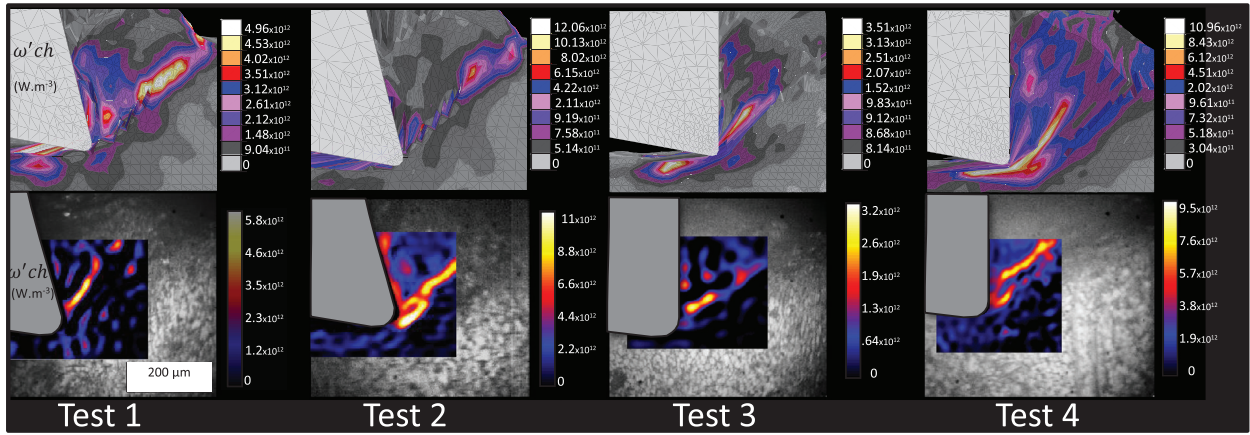 ω'ch
(W.m⁻³)
4.96x10¹²
4.53x10¹²
4.02x10¹²
3.51x10¹²
3.12x10¹²
2.61x10¹²
2.12x10¹²
1.48x10¹²
9.04x10¹¹
0
12.06x10¹²
10.13x10¹²
8.02x10¹²
6.15x10¹²
4.22x10¹²
2.11x10¹²
9.19x10¹¹
7.58x10¹¹
5.14x10¹¹
0
3.51x10¹²
3.13x10¹²
2.51x10¹²
2.07x10¹²
1.52x10¹²
9.83x10¹¹
9.12x10¹¹
8.68x10¹¹
8.14x10¹¹
0
10.96x10¹²
8.43x10¹²
6.12x10¹²
4.51x10¹²
2.02x10¹²
9.61x10¹¹
7.32x10¹¹
5.18x10¹¹
3.04x10¹¹
0
ω'ch
(W.m⁻³)
200 µm
5.8x10¹²
4.6x10¹²
3.5x10¹²
2.3x10¹²
1.2x10¹²
0
11x10¹²
8.8x10¹²
6.6x10¹²
4.4x10¹²
2.2x10¹²
0
3.2x10¹²
2.6x10¹²
1.9x10¹²
1.3x10¹²
.64x10¹²
0
9.5x10¹²
7.6x10¹²
5.7x10¹²
3.8x10¹²
1.9x10¹²
0
Test 1
Test 2
Test 3
Test 4